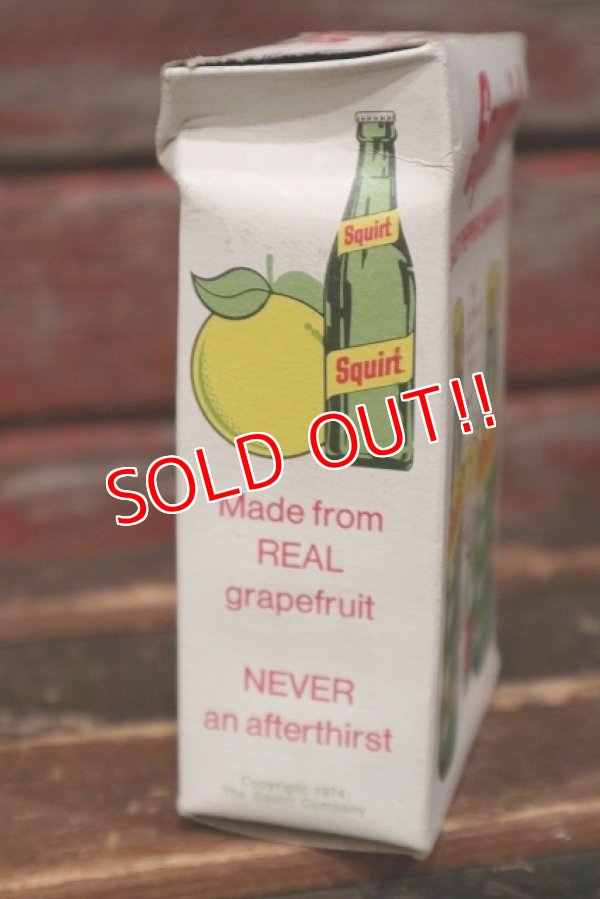 Squirt
Squirt
SOLD OUT!!
Made from
REAL
grapefruit
NEVER
an afterthirst
Copyright 1974
The Squirt Company